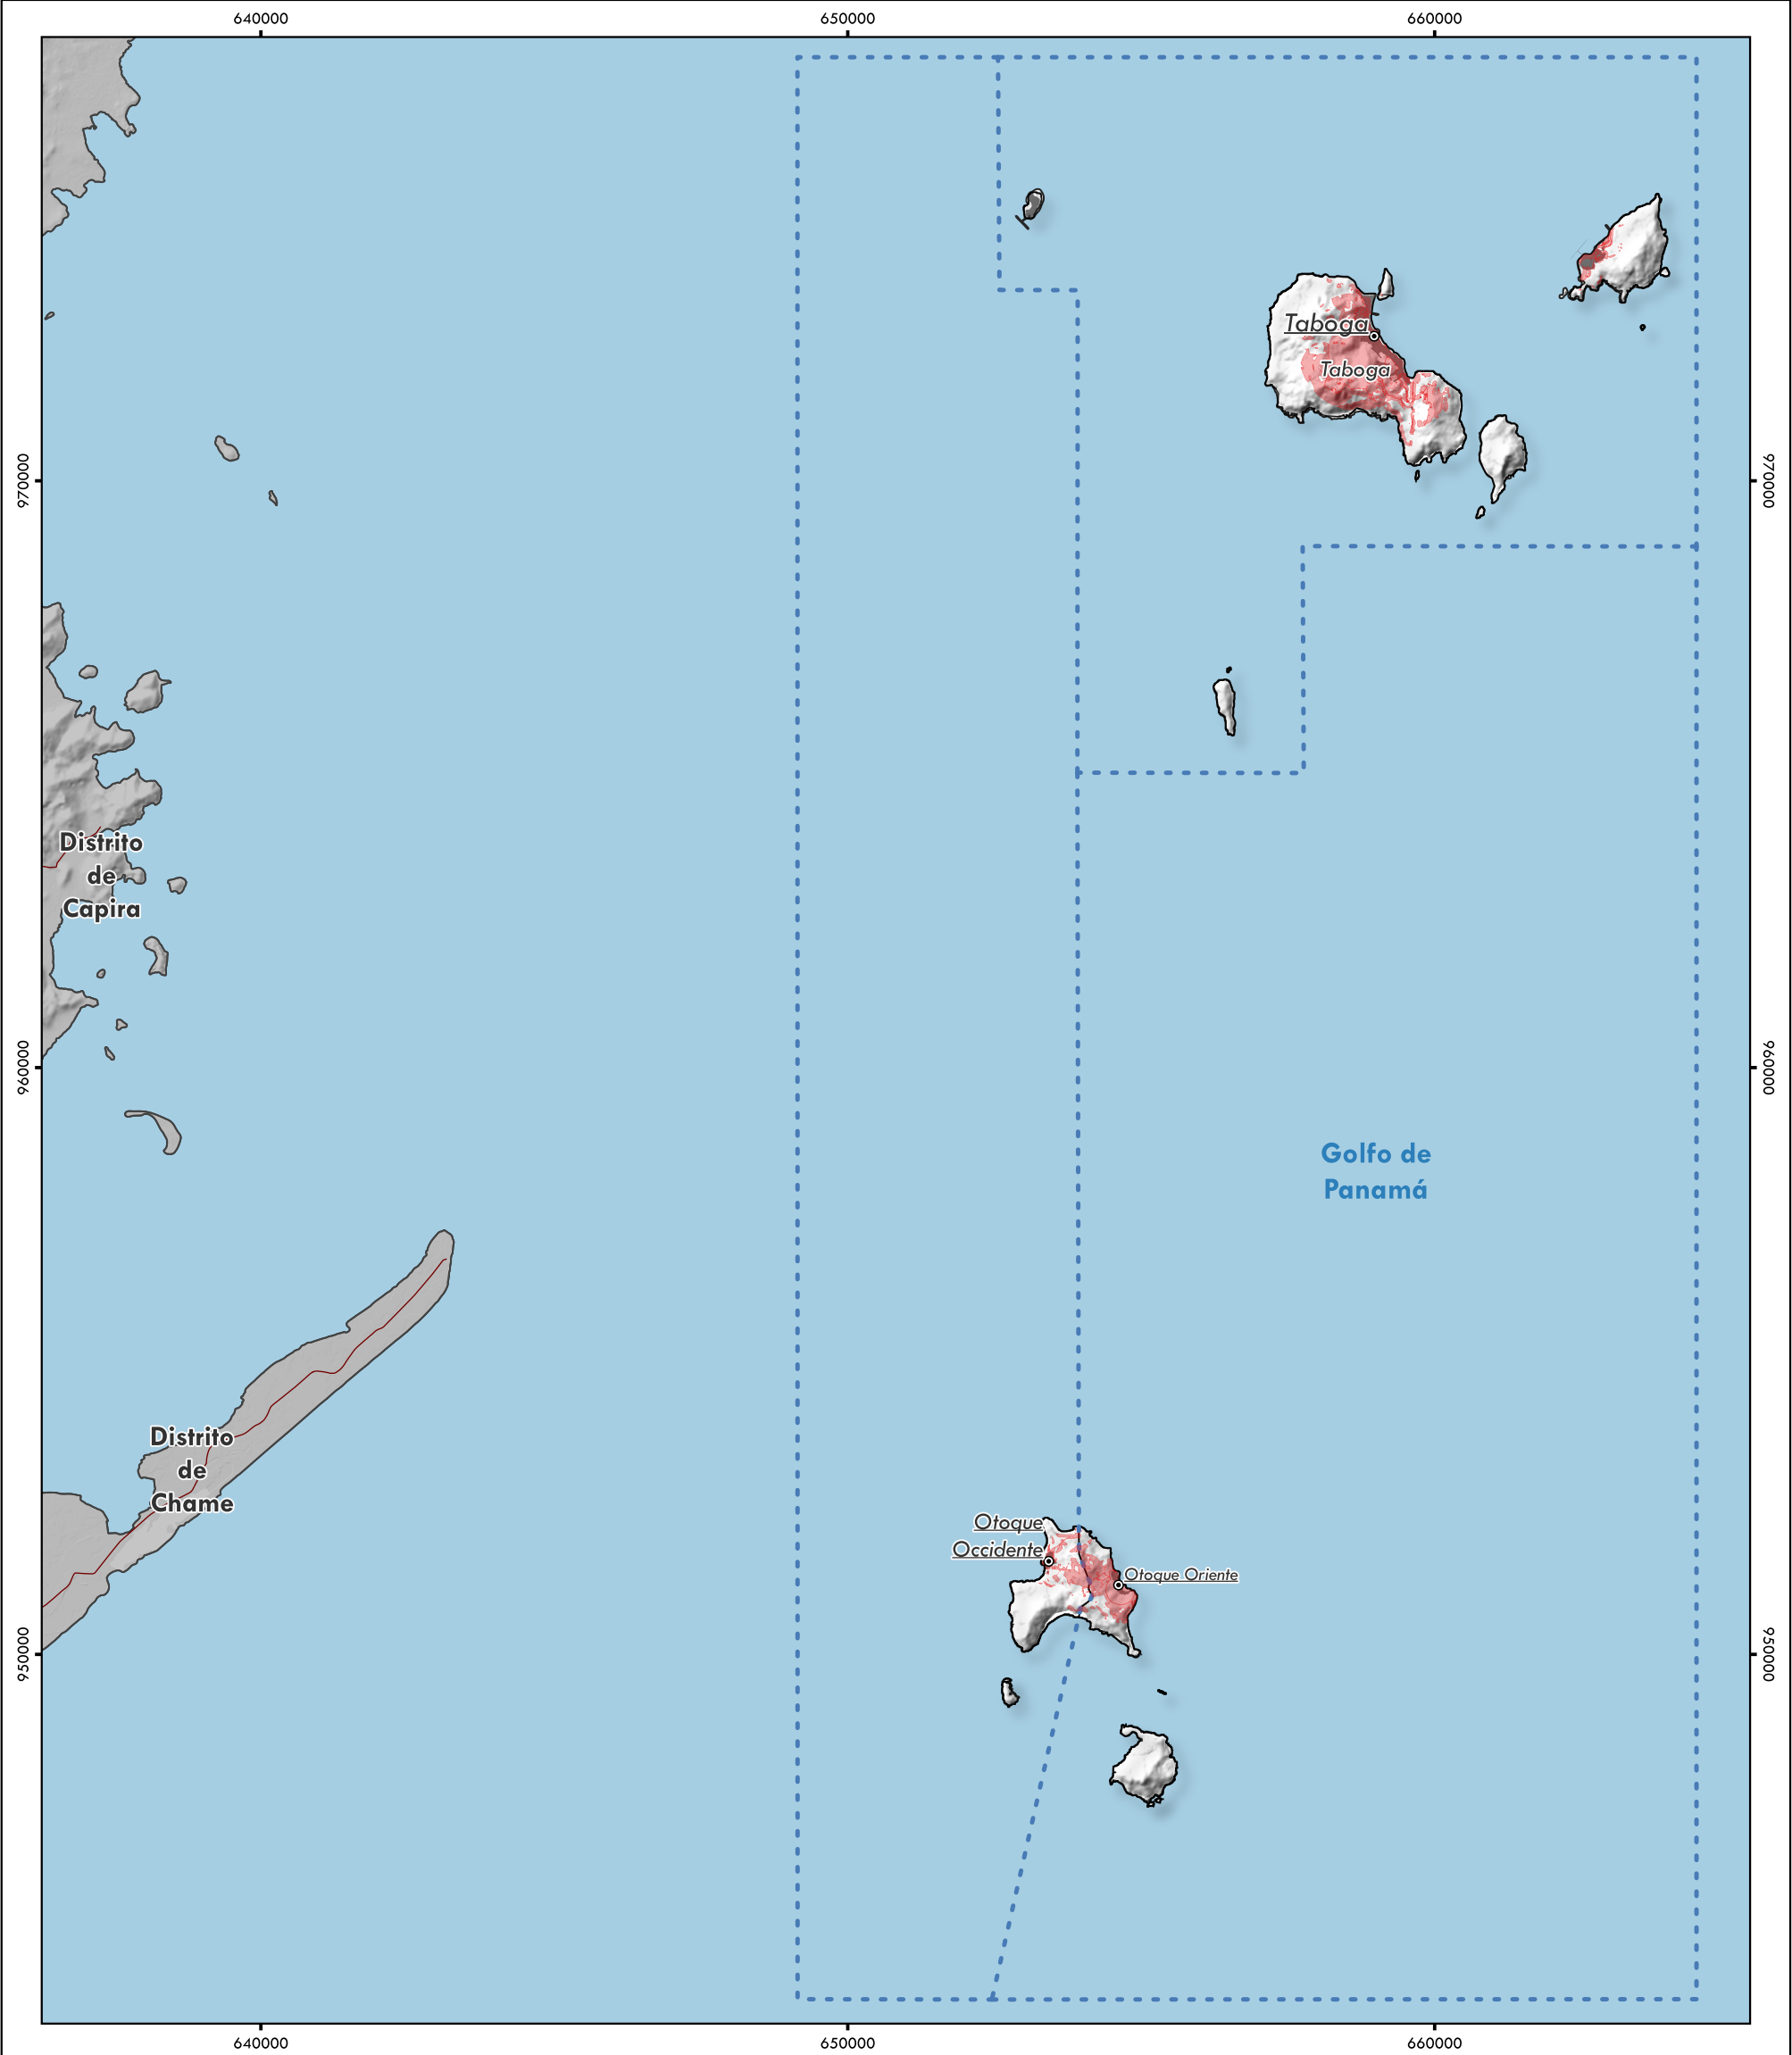 640000
650000
660000
Taboga
Taboga
970000
970000
Distrito
de
Capira
960000
960000
Golfo de
Panamá
Distrito
de
Chame
Otoque
Occidente
Otoque Oriente
950000
950000
640000
650000
660000